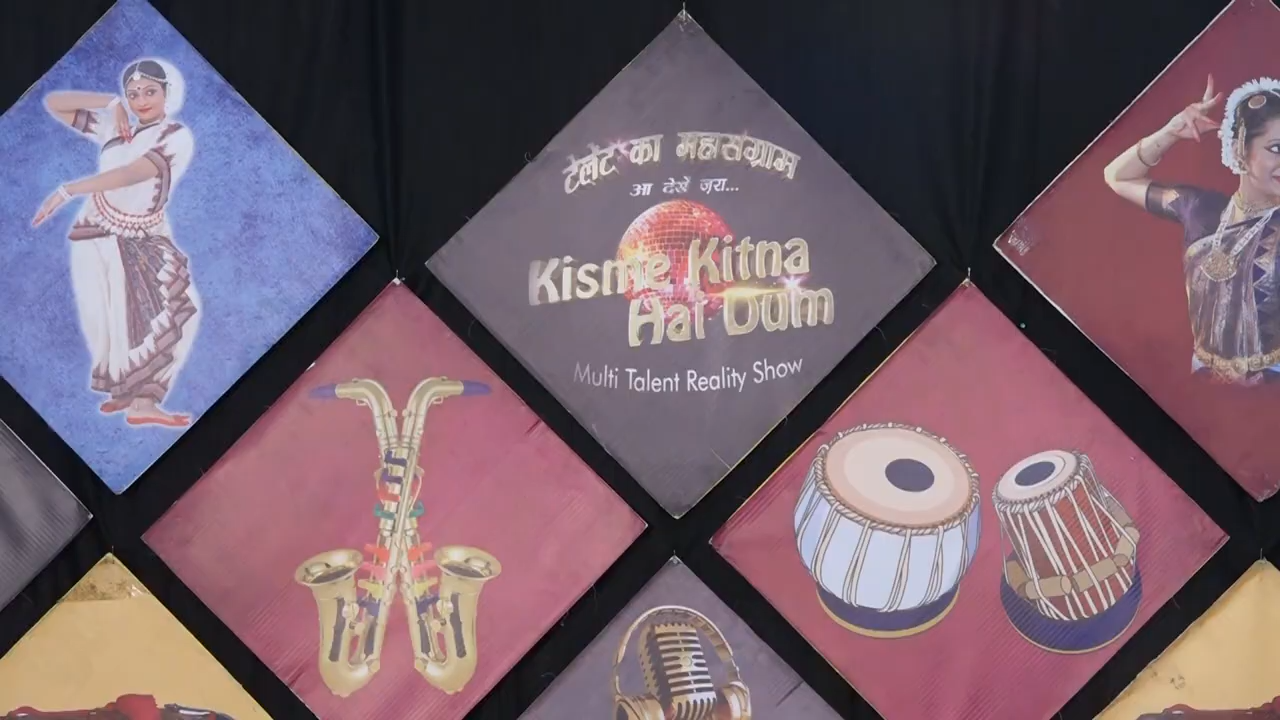 टेलेंट का महासंग्राम
आ देखें ज़रा...
Kisme Kitna
Hai Dum
Multi Talent Reality Show